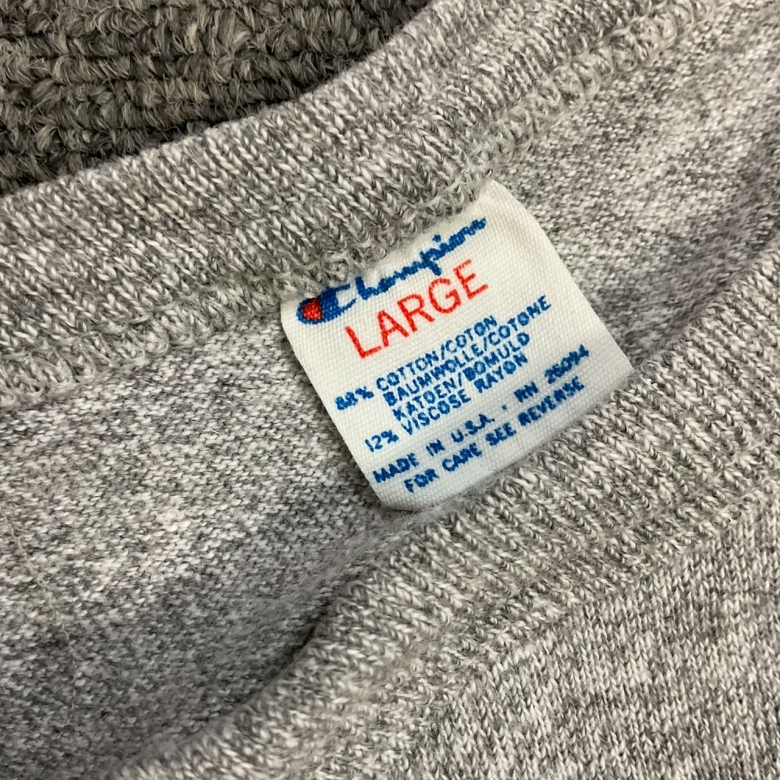 Champion
LARGE
88% COTTON/COTON
BAUMWOLLE/COTONE
KATOEN/BOMULD
12% VISCOSE RAYON
MADE IN U.S.A. · RN 26094
FOR CARE SEE REVERSE